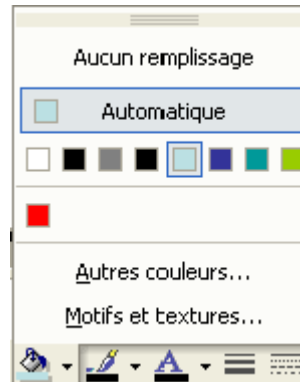 Aucun remplissage
Automatique
Autres couleurs...
Motifs et textures...
A